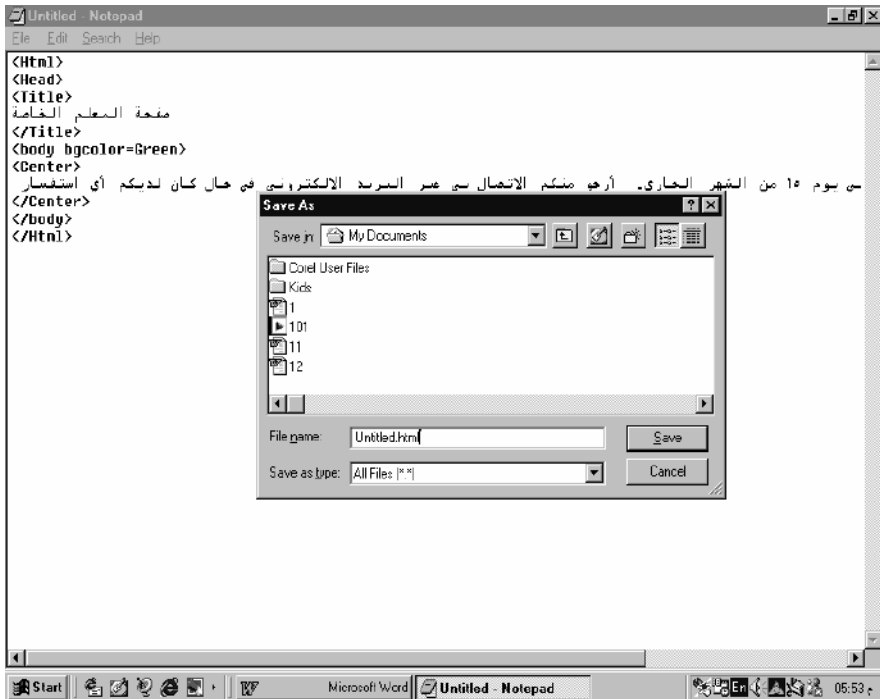 Untitled - Notepad
File Edit Search Help
<Html>
<Head>
<Title>
صفحة المعلم الخاصة
</Title>
<body bgcolor=Green>
<Center>
ـى يوم ١٥ من الشهر الجاري. أرجو منكم الاتصال بي عبر البريد الالكتروني في حال كان لديكم أي استفسار
</Center>
</body>
</Html>
Save As
Save in: My Documents
Corel User Files
Kids
1
101
11
12
File name: Untitled.html Save
Save as type: All Files (*.*) Cancel
Start Microsoft Word Untitled - Notepad En 05:53 م